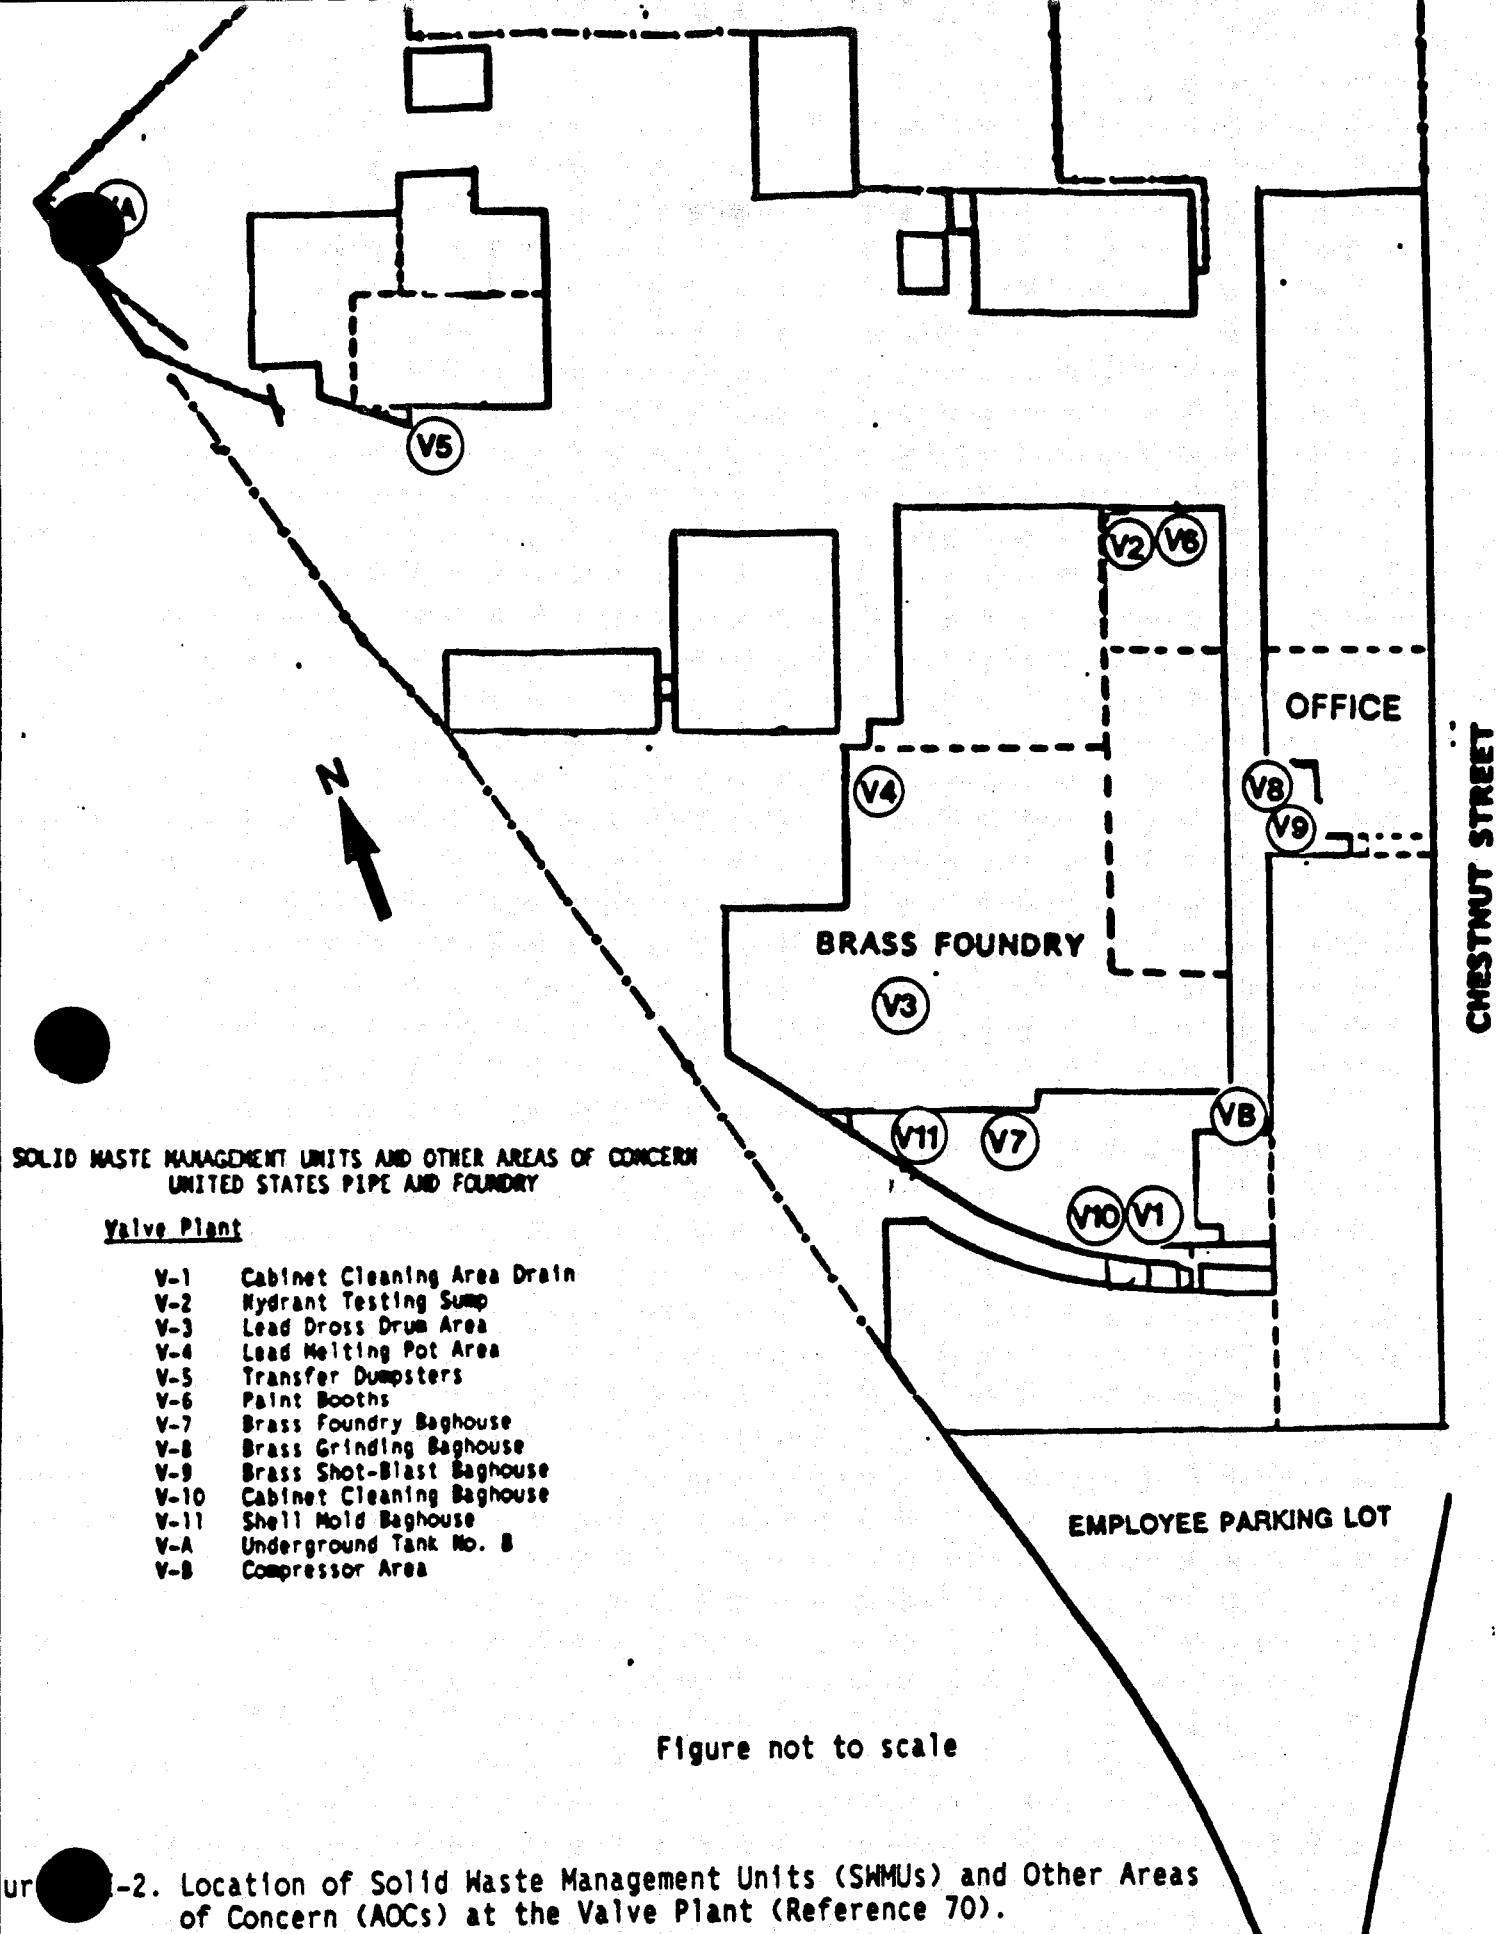 VA
V5
V2 V6
OFFICE
N
V4
V8
V9
CHESTNUT STREET
BRASS FOUNDRY
V3
VB
V11 V7
V10 V1
SOLID WASTE MANAGEMENT UNITS AND OTHER AREAS OF CONCERN
UNITED STATES PIPE AND FOUNDRY
Valve Plant
V-1 Cabinet Cleaning Area Drain
V-2 Hydrant Testing Sump
V-3 Lead Dross Drum Area
V-4 Lead Melting Pot Area
V-5 Transfer Dumpsters
V-6 Paint Booths
V-7 Brass Foundry Baghouse
V-8 Brass Grinding Baghouse
V-9 Brass Shot-Blast Baghouse
V-10 Cabinet Cleaning Baghouse
V-11 Shell Mold Baghouse
V-A Underground Tank No. 8
V-B Compressor Area
EMPLOYEE PARKING LOT
Figure not to scale
-2. Location of Solid Waste Management Units (SWMUs) and Other Areas
of Concern (AOCs) at the Valve Plant (Reference 70).